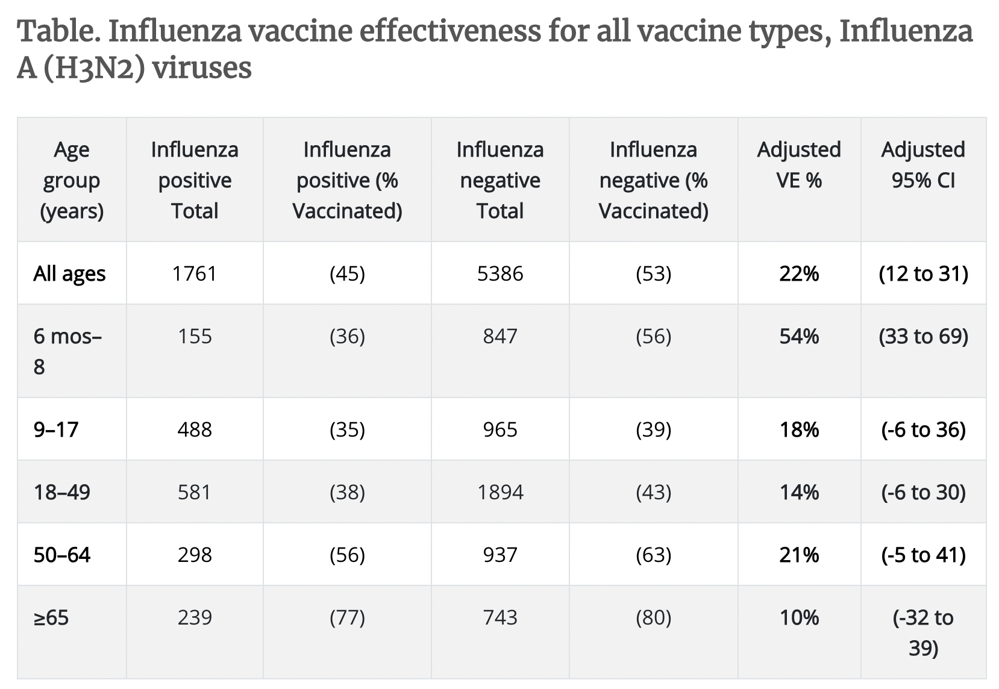 Table. Influenza vaccine effectiveness for all vaccine types, Influenza
A (H3N2) viruses
Age
group
(years)
Influenza
positive
Total
Influenza
positive (%
Vaccinated)
Influenza
negative
Total
Influenza
negative (%
Vaccinated)
Adjusted
VE %
Adjusted
95% CI
All ages 1761 (45) 5386 (53) 22% (12 to 31)
6 mos– 155 (36) 847 (56) 54% (33 to 69)
8
9–17 488 (35) 965 (39) 18% (-6 to 36)
18–49 581 (38) 1894 (43) 14% (-6 to 30)
50–64 298 (56) 937 (63) 21% (-5 to 41)
≥65 239 (77) 743 (80) 10% (-32 to
39)